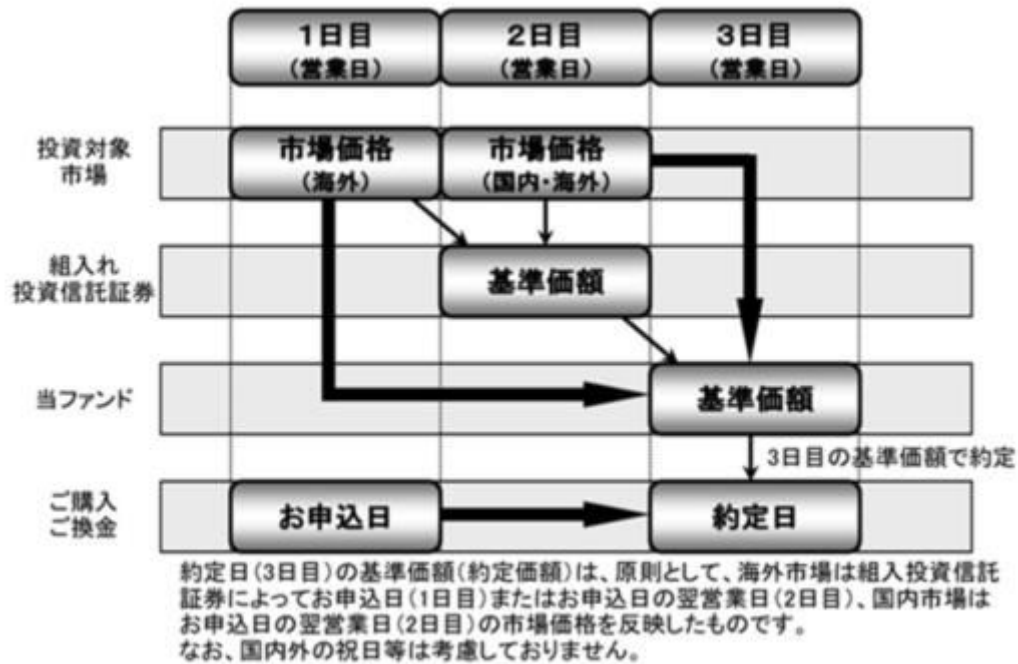 1日目
(営業日)
2日目
(営業日)
3日目
(営業日)
投資対象
市場
市場価格
(海外)
市場価格
(国内・海外)
組入れ
投資信託証券
基準価額
当ファンド
基準価額
3日目の基準価額で約定
ご購入
ご換金
お申込日
約定日
約定日(3日目)の基準価額(約定価額)は、原則として、海外市場は組入投資信託
証券によってお申込日(1日目)またはお申込日の翌営業日(2日目)、国内市場は
お申込日の翌営業日(2日目)の市場価格を反映したものです。
なお、国内外の祝日等は考慮しておりません。